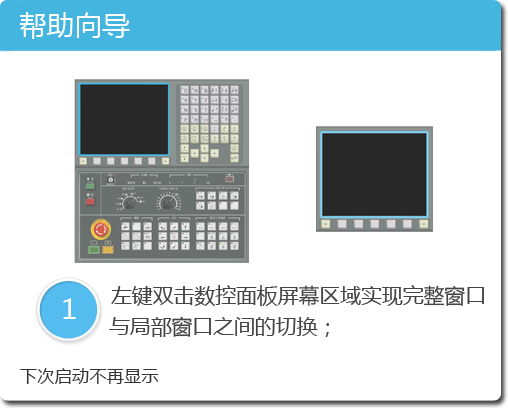 帮助向导
1
左键双击数控面板屏幕区域实现完整窗口
与局部窗口之间的切换；
下次启动不再显示